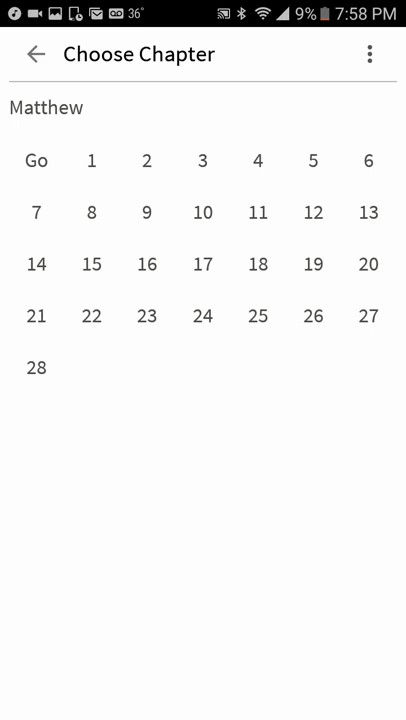 36° 9% 7:58 PM
Choose Chapter
Matthew
Go 1 2 3 4 5 6
7 8 9 10 11 12 13
14 15 16 17 18 19 20
21 22 23 24 25 26 27
28